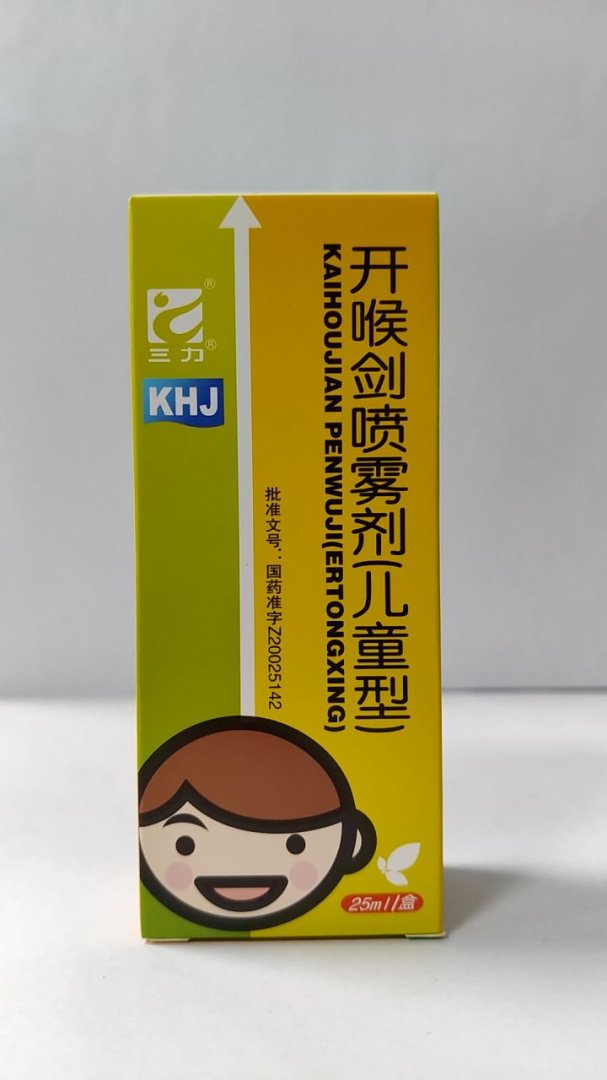 开喉剑喷雾剂(儿童型)
KAIHOUJIAN PENWUJI(ERTONGXING)
批准文号：国药准字Z20025142
®
三力®
KHJ
25ml/盒